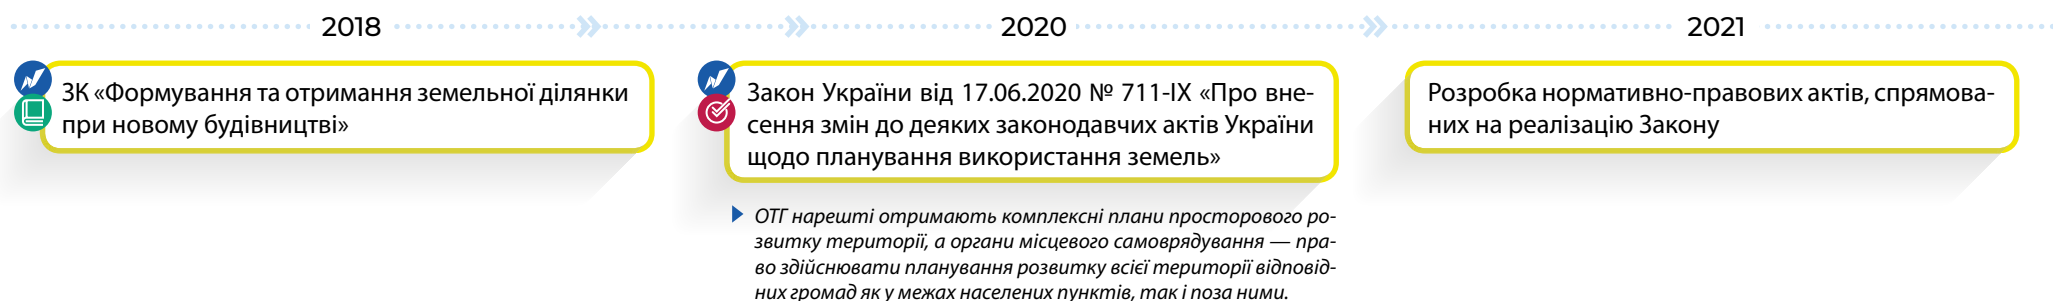 2018
2020
2021
ЗК «Формування та отримання земельної ділянки
при новому будівництві»
Закон України від 17.06.2020 № 711-IX «Про вне-
сення змін до деяких законодавчих актів України
щодо планування використання земель»
ОТГ нарешті отримають комплексні плани просторового ро-
звитку території, а органи місцевого самоврядування — пра-
во здійснювати планування розвитку всієї території відповід-
них громад як у межах населених пунктів, так і поза ними.
Розробка нормативно-правових актів, спрямова-
них на реалізацію Закону